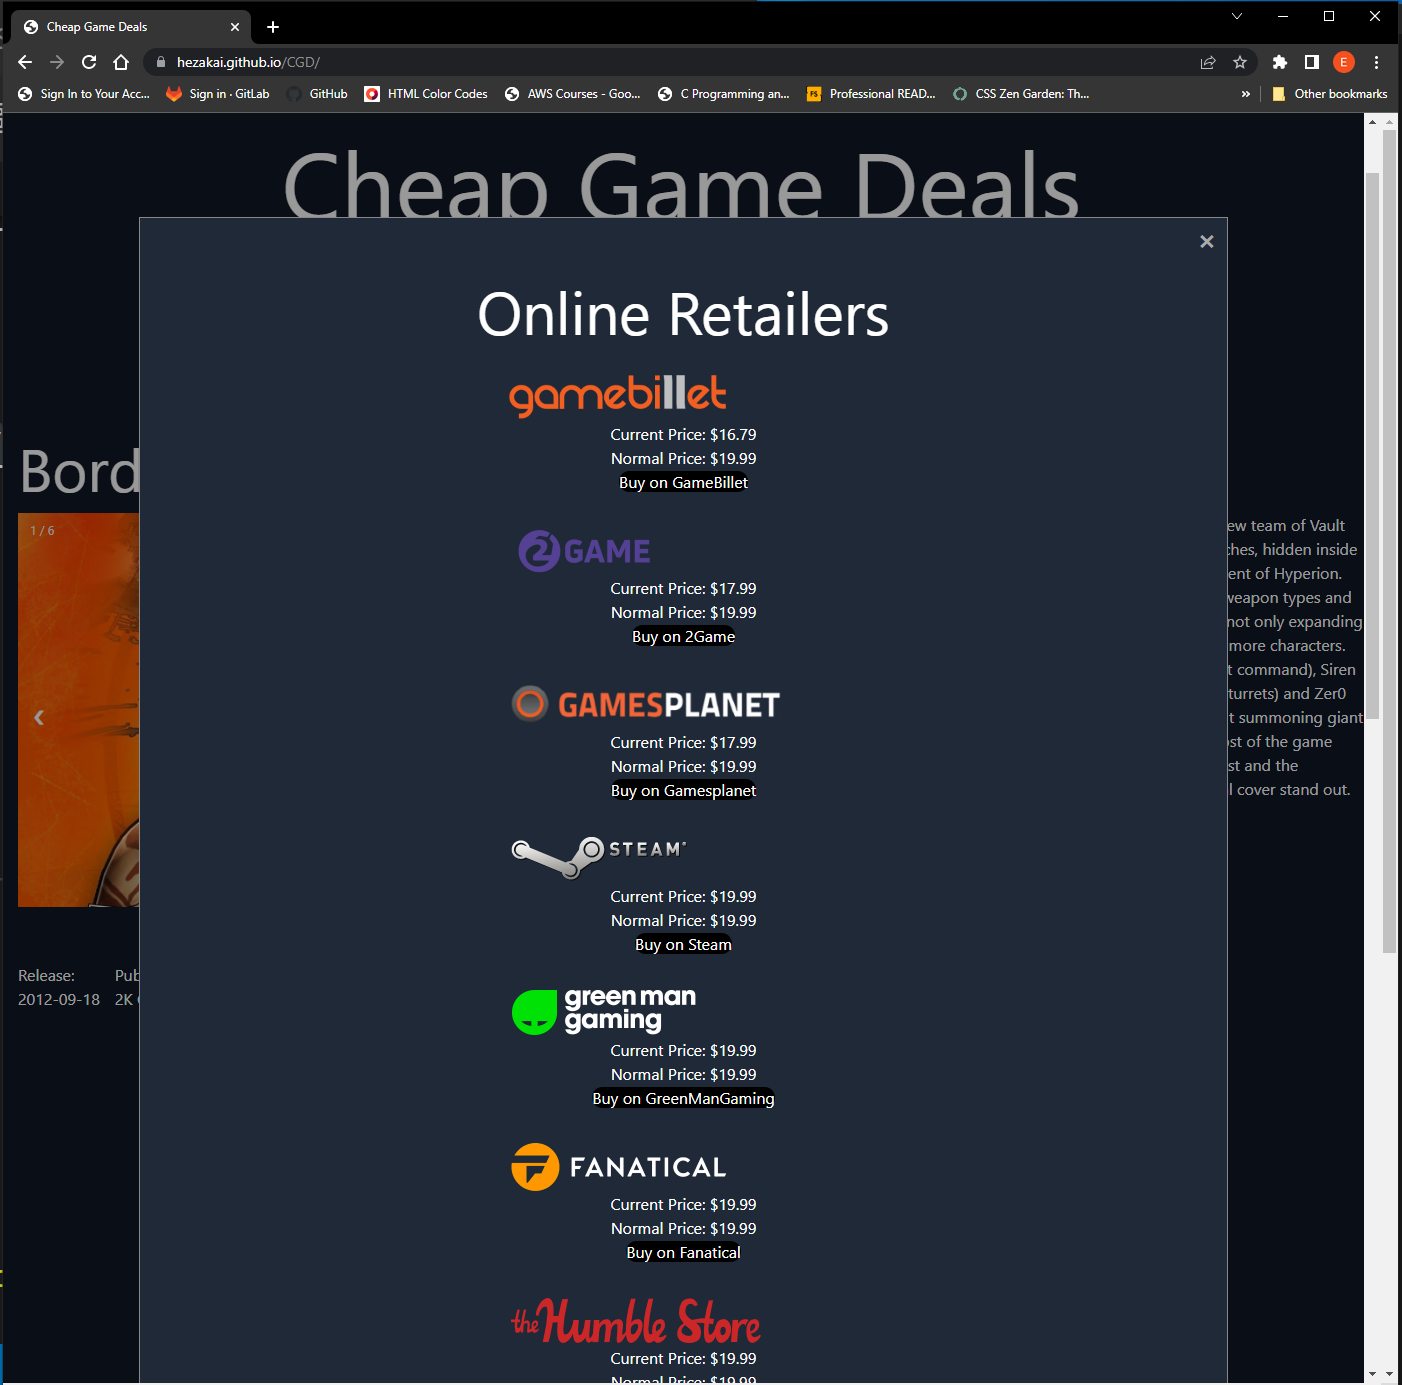 Cheap Game Deals
hezakai.github.io/CGD/
E
Sign In to Your Acc...
Sign in · GitLab
GitHub
HTML Color Codes
AWS Courses - Goo...
C Programming an...
FS
Professional READ...
CSS Zen Garden: Th...
»
Other bookmarks
Cheap Game Deals
Online Retailers
gamebillet
Current Price: $16.79
Normal Price: $19.99
Buy on GameBillet
2GAME
Current Price: $17.99
Normal Price: $19.99
Buy on 2Game
GAMESPLANET
Current Price: $17.99
Normal Price: $19.99
Buy on Gamesplanet
STEAM®
Current Price: $19.99
Normal Price: $19.99
Buy on Steam
green man
gaming
Current Price: $19.99
Normal Price: $19.99
Buy on GreenManGaming
FANATICAL
Current Price: $19.99
Normal Price: $19.99
Buy on Fanatical
the Humble Store
Current Price: $19.99
Normal Price: $19.99
Bord
1 / 6
Release:
2012-09-18
Pub
2K
ew team of Vault
ches, hidden inside
ent of Hyperion.
weapon types and
not only expanding
more characters.
t command), Siren
turrets) and Zer0
t summoning giant
st of the game
st and the
l cover stand out.